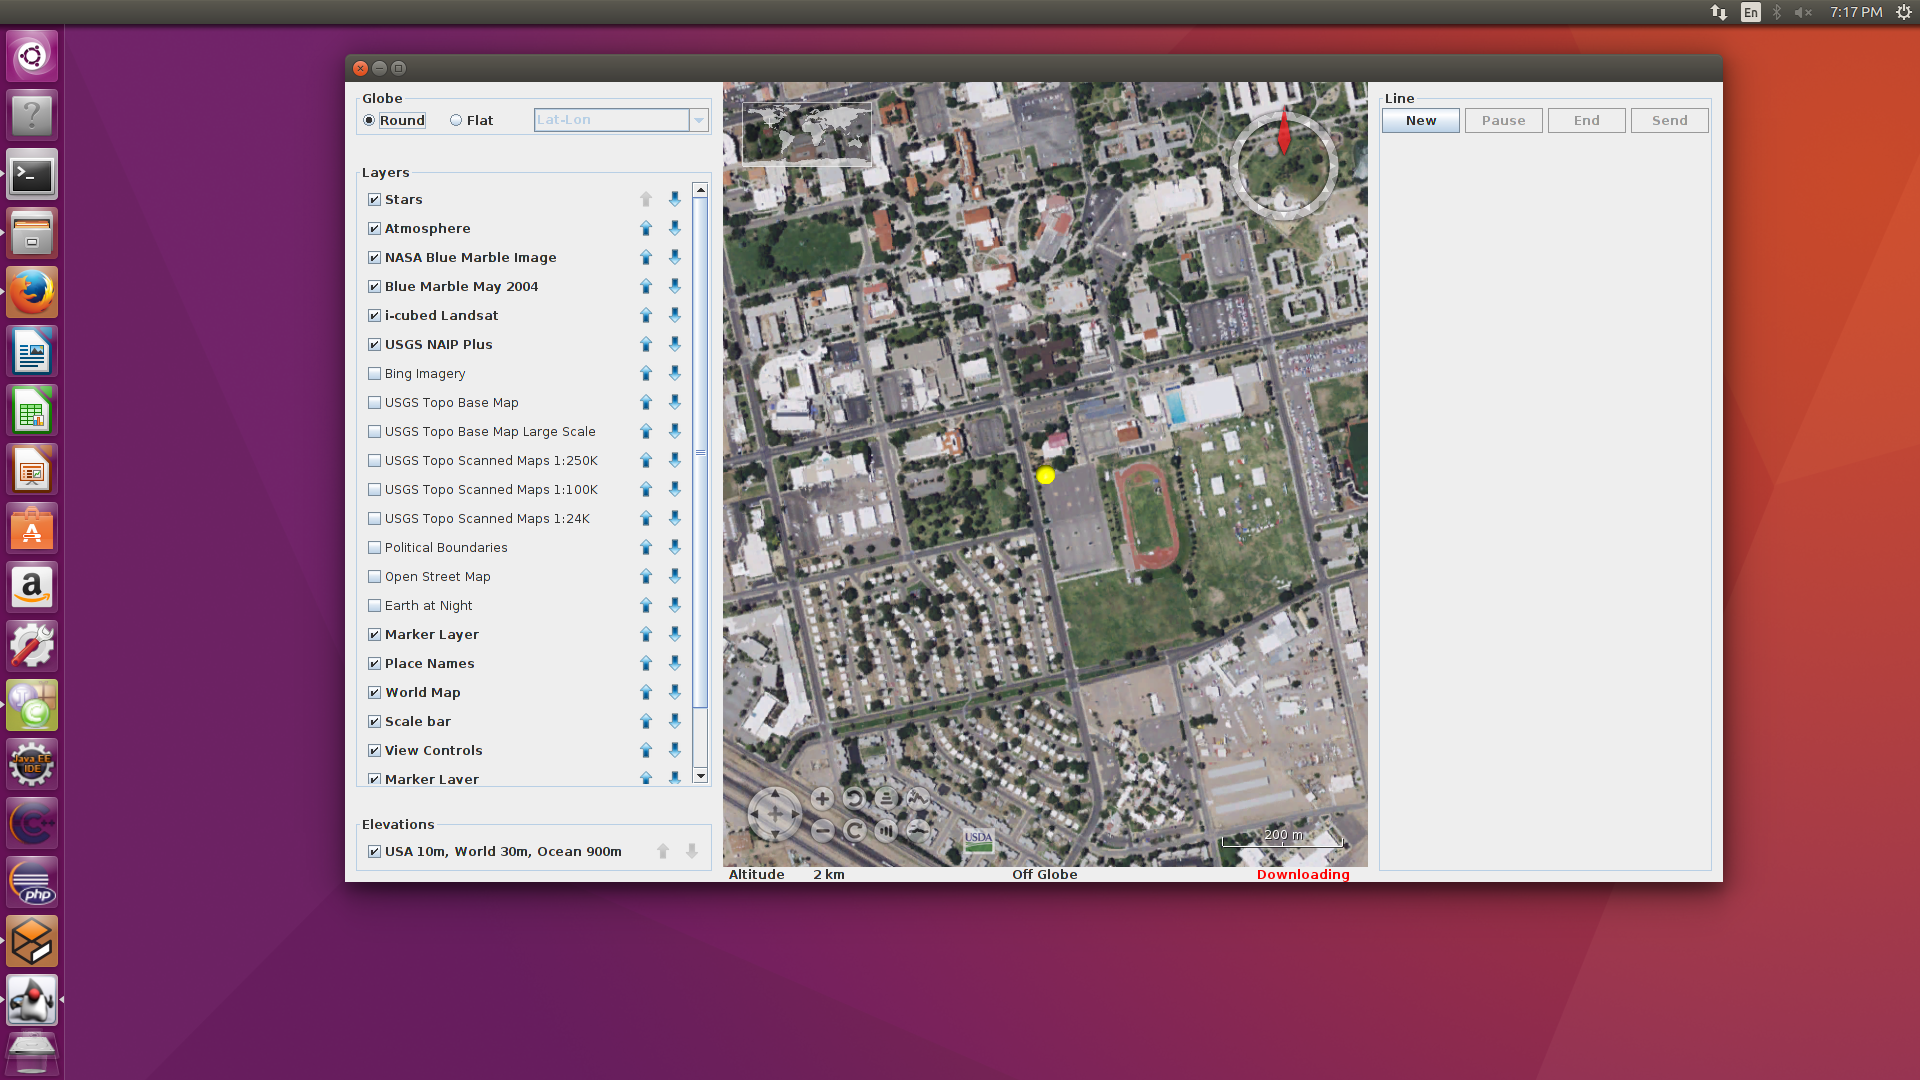 En
7:17 PM
Globe
Round
Flat
Lat-Lon
Layers
Stars
Atmosphere
NASA Blue Marble Image
Blue Marble May 2004
i-cubed Landsat
USGS NAIP Plus
Bing Imagery
USGS Topo Base Map
USGS Topo Base Map Large Scale
USGS Topo Scanned Maps 1:250K
USGS Topo Scanned Maps 1:100K
USGS Topo Scanned Maps 1:24K
Political Boundaries
Open Street Map
Earth at Night
Marker Layer
Place Names
World Map
Scale bar
View Controls
Marker Layer
Elevations
USA 10m, World 30m, Ocean 900m
USDA
200 m
Altitude 2 km
Off Globe
Downloading
Line
New
Pause
End
Send
Java EE
IDE
php
a